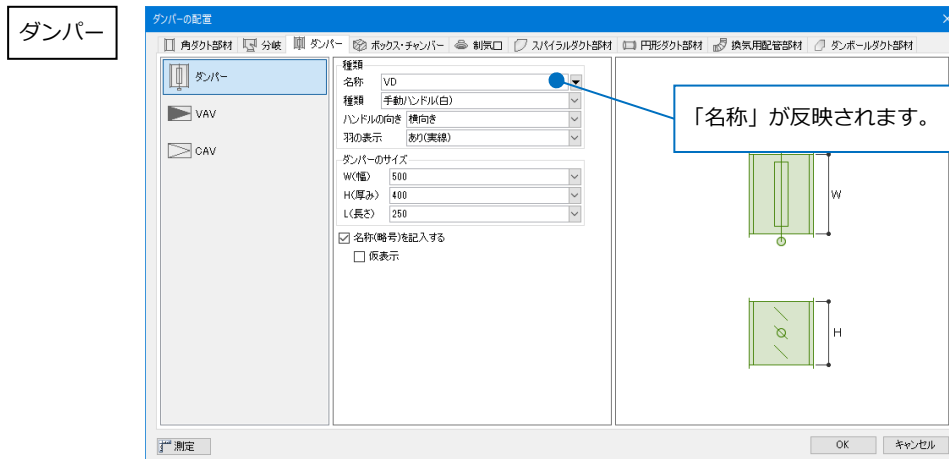 ダンパー
ダンパーの配置
角ダクト部材 分岐 ダンパー ボックス・チャンバー 制気口 スパイラルダクト部材 円形ダクト部材 換気用配管部材 ダンボールダクト部材
ダンパー
VAV
CAV
種類
名称 VD
種類 手動ハンドル(白)
ハンドルの向き 横向き
羽の表示 あり(実線)
ダンパーのサイズ
W(幅) 500
H(厚み) 400
L(長さ) 250
名称(略号)を記入する
仮表示
「名称」が反映されます。
W
H
測定
OK キャンセル